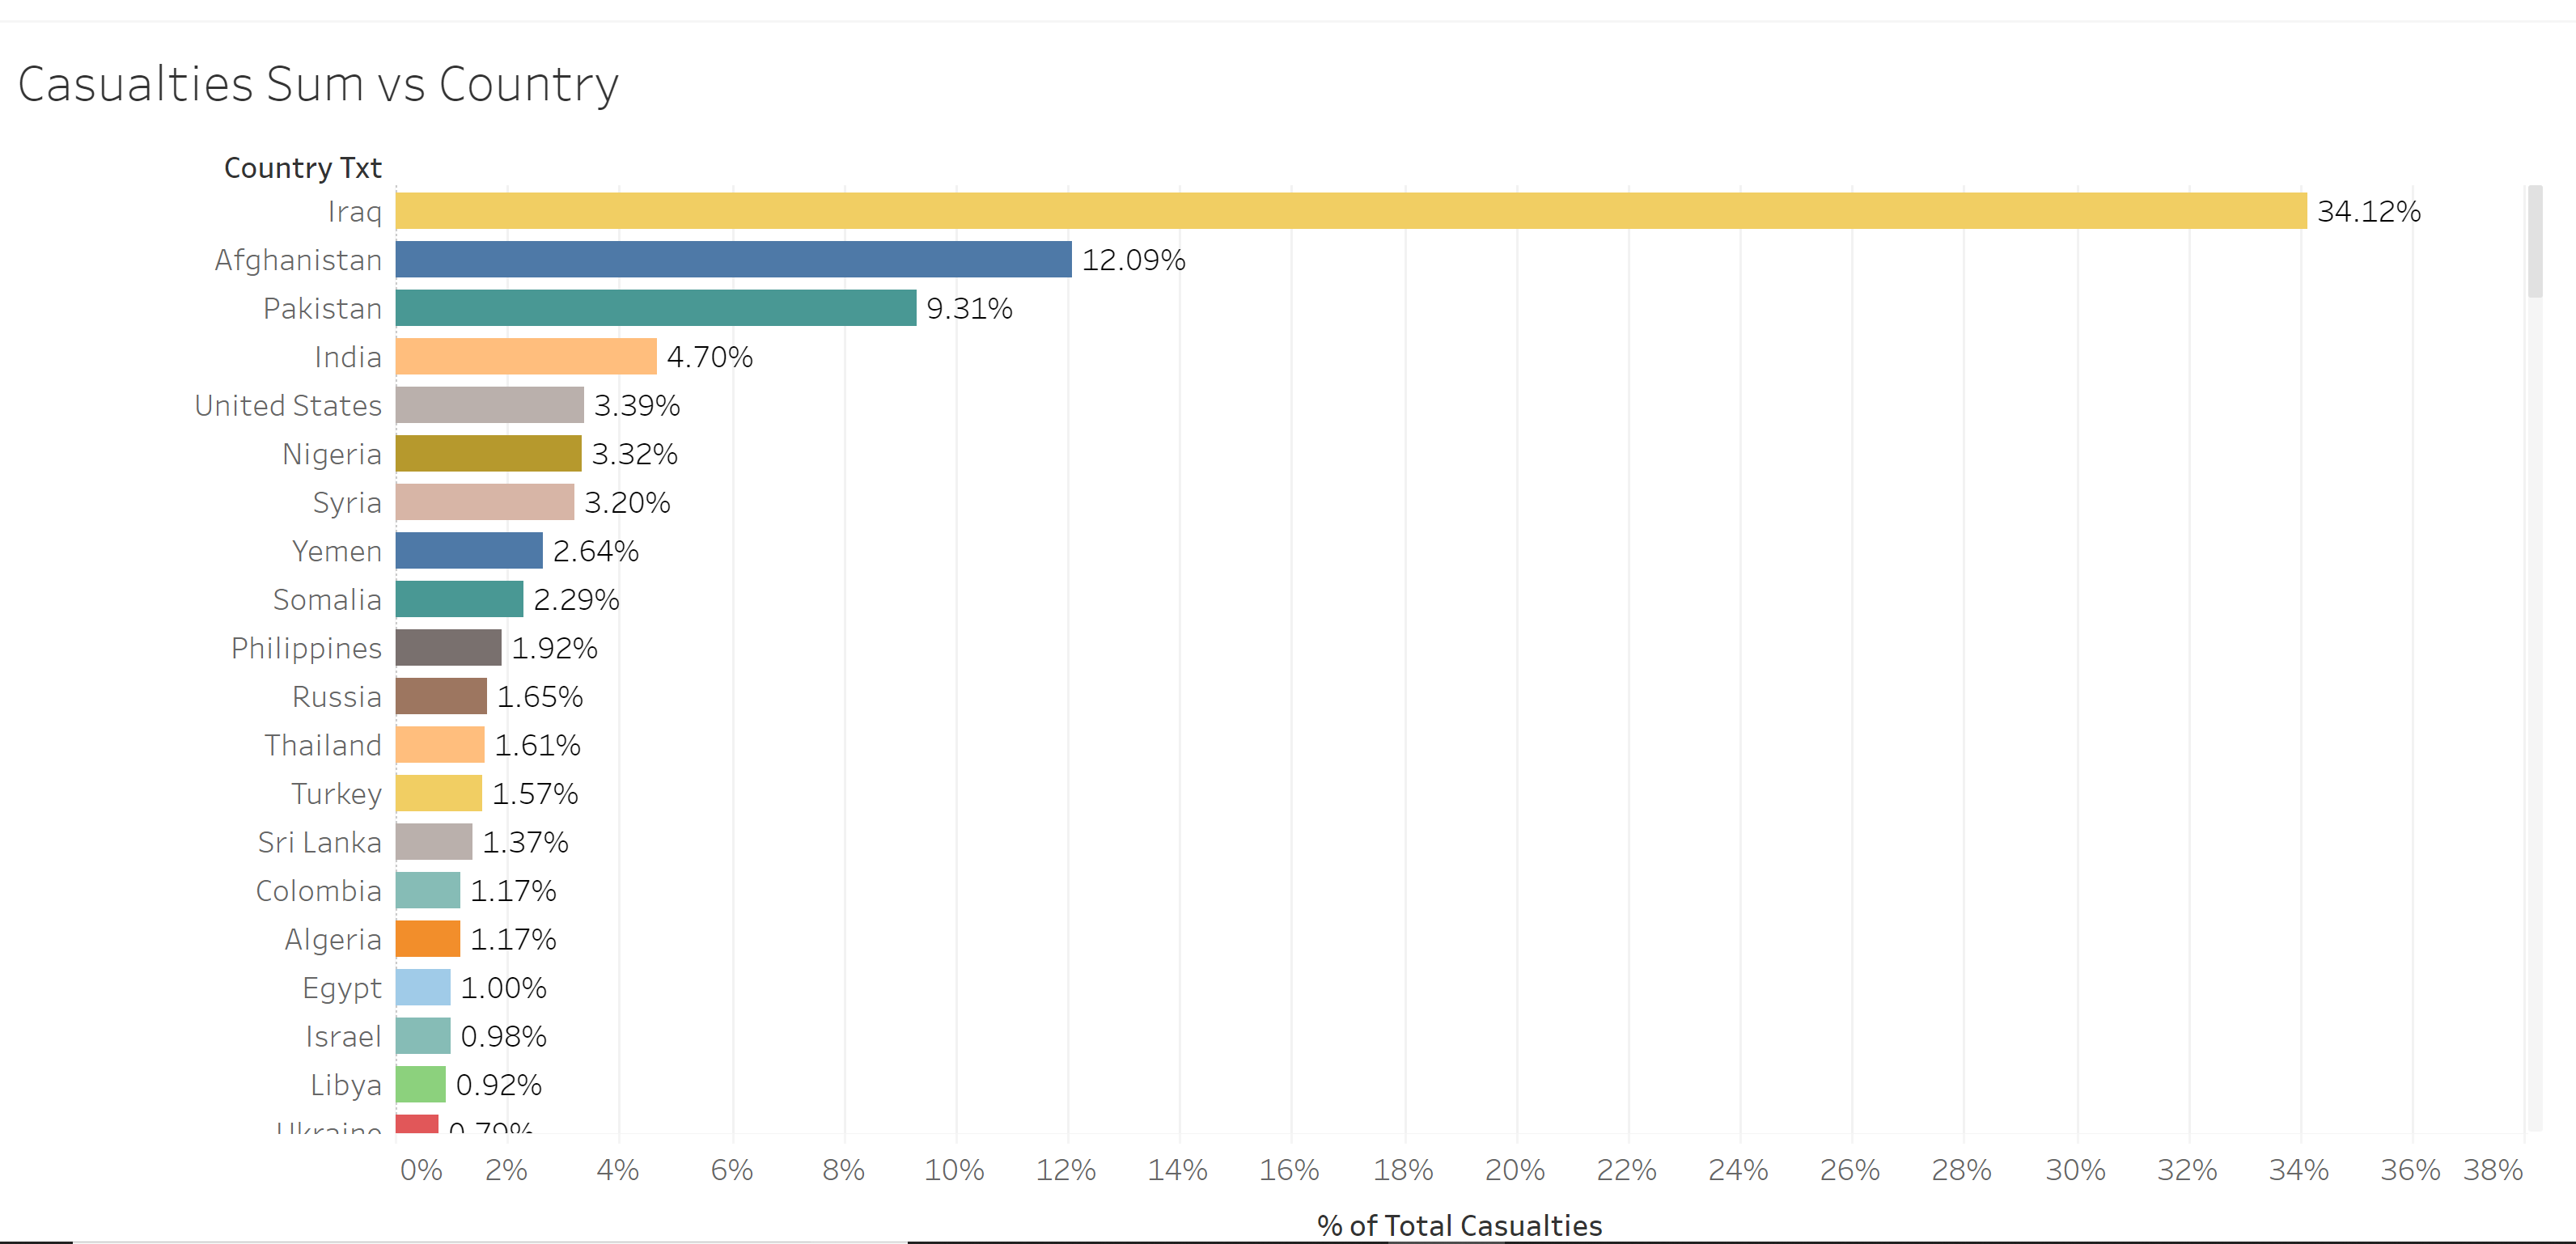 Casualties Sum vs Country
Country Txt
Iraq 34.12%
Afghanistan 12.09%
Pakistan 9.31%
India 4.70%
United States 3.39%
Nigeria 3.32%
Syria 3.20%
Yemen 2.64%
Somalia 2.29%
Philippines 1.92%
Russia 1.65%
Thailand 1.61%
Turkey 1.57%
Sri Lanka 1.37%
Colombia 1.17%
Algeria 1.17%
Egypt 1.00%
Israel 0.98%
Libya 0.92%
Ukraine 0.79%
0% 2% 4% 6% 8% 10% 12% 14% 16% 18% 20% 22% 24% 26% 28% 30% 32% 34% 36% 38%
% of Total Casualties